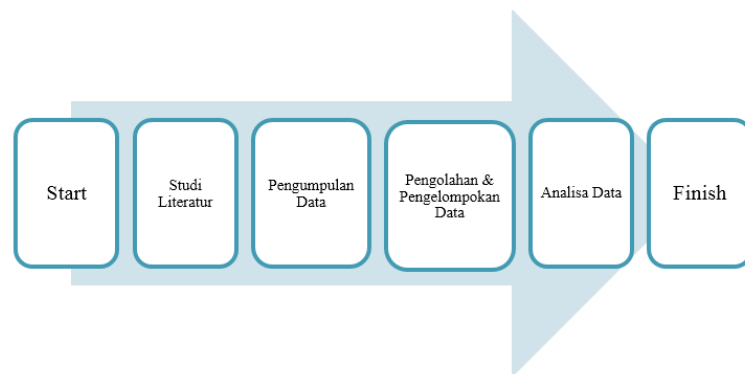 Start
Studi
Literatur
Pengumpulan
Data
Pengolahan &
Pengelompokan
Data
Analisa Data
Finish